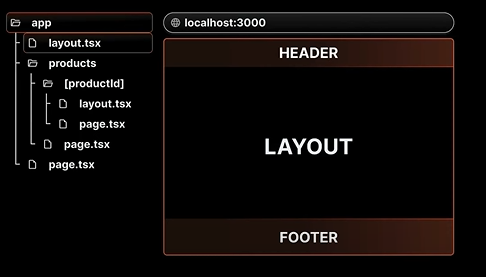 app
layout.tsx
products
[productId]
layout.tsx
page.tsx
page.tsx
page.tsx
localhost:3000
HEADER
LAYOUT
FOOTER